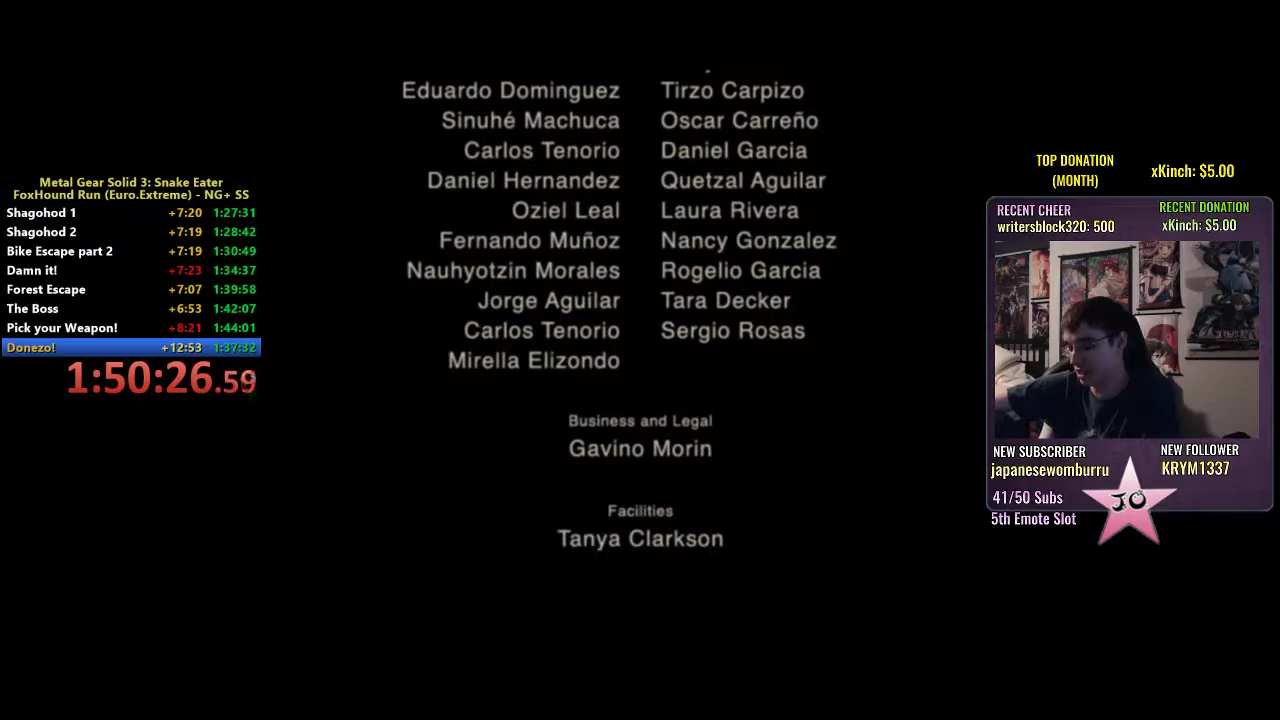 Metal Gear Solid 3: Snake Eater
FoxHound Run (Euro.Extreme) - NG+ SS
Shagohod 1 +7:20 1:27:31
Shagohod 2 +7:19 1:28:42
Bike Escape part 2 +7:19 1:30:49
Damn it! +7:23 1:34:37
Forest Escape +7:07 1:39:58
The Boss +6:53 1:42:07
Pick your Weapon! +8:21 1:44:01
Donezo! +12:53 1:37:32
1:50:26.59
Eduardo Dominguez Tirzo Carpizo
Sinuhé Machuca Oscar Carreño
Carlos Tenorio Daniel Garcia
Daniel Hernandez Quetzal Aguilar
Oziel Leal Laura Rivera
Fernando Muñoz Nancy Gonzalez
Nauhyotzin Morales Rogelio Garcia
Jorge Aguilar Tara Decker
Carlos Tenorio Sergio Rosas
Mirella Elizondo
Business and Legal
Gavino Morin
Facilities
Tanya Clarkson
TOP DONATION
(MONTH)
xKinch: $5.00
RECENT CHEER
writersblock320: 500
RECENT DONATION
xKinch: $5.00
NEW SUBSCRIBER
japanesewomburru
NEW FOLLOWER
KRYM1337
41/50 Subs
5th Emote Slot
JO